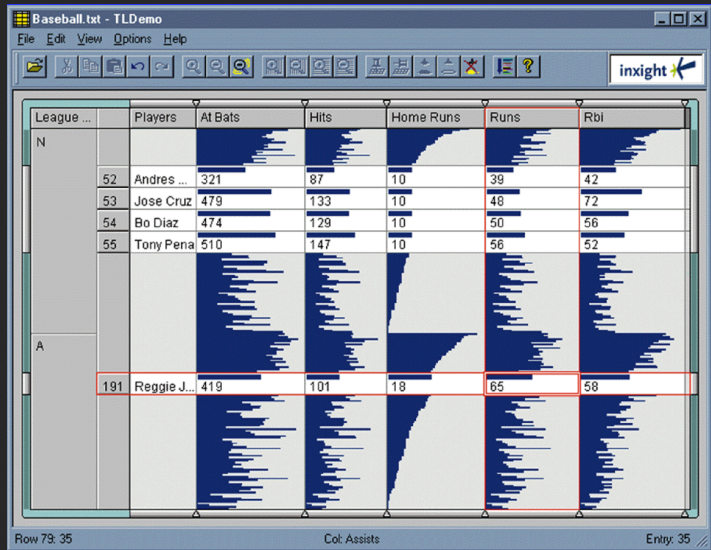 Baseball.txt - TLDemo
File Edit View Options Help
inxight
League ... Players At Bats Hits Home Runs Runs Rbi
N
52 Andres ... 321 87 10 39 42
53 Jose Cruz 479 133 10 48 72
54 Bo Diaz 474 129 10 50 56
55 Tony Pena 510 147 10 56 52
A
191 Reggie J... 419 101 18 65 58
Row 79: 35 Col: Assists Entry: 35